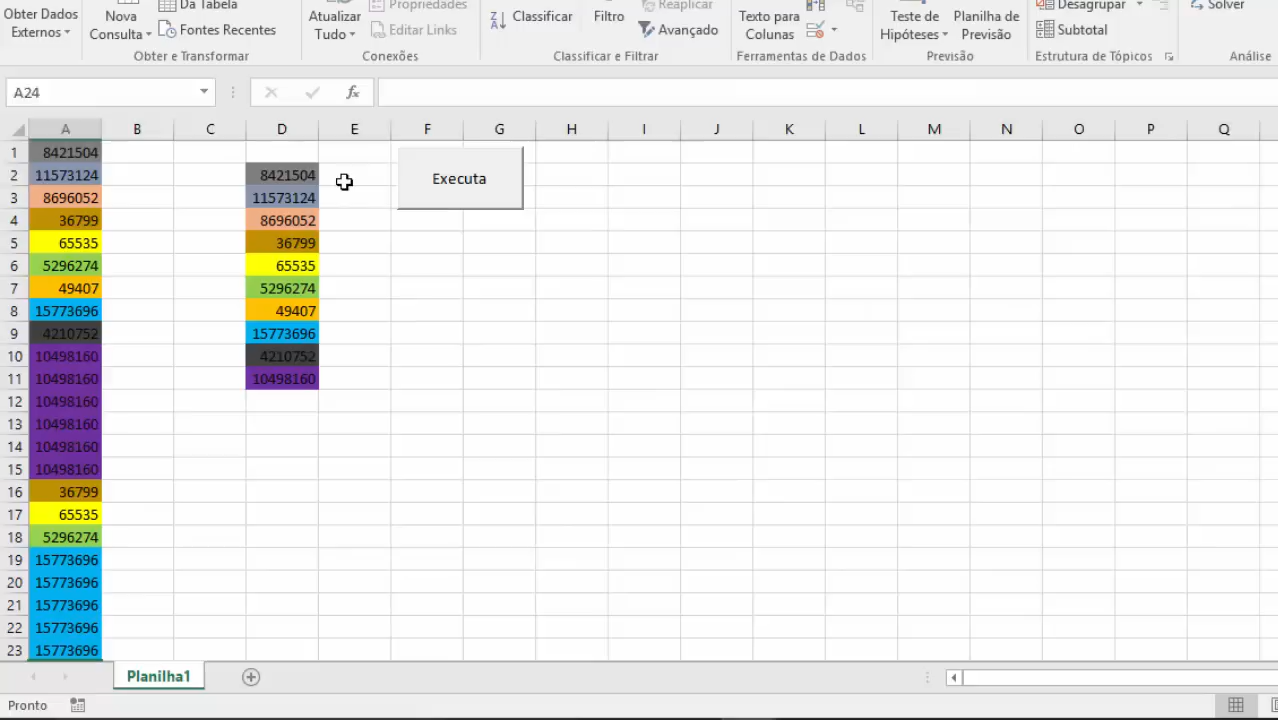 Obter Dados Externos
Nova Consulta
Da Tabela
Fontes Recentes
Atualizar Tudo
Propriedades
Editar Links
Classificar
Filtro
Reaplicar
Avançado
Texto para Colunas
Teste de Hipóteses
Planilha de Previsão
Desagrupar
Subtotal
Solver
Obter e Transformar
Conexões
Classificar e Filtrar
Ferramentas de Dados
Previsão
Estrutura de Tópicos
Análise
A24
fx
A B C D E F G H I J K L M N O P Q
1 8421504
2 11573124 8421504
Executa
3 8696052 11573124
4 36799 8696052
5 65535 36799
6 5296274 65535
7 49407 5296274
8 15773696 49407
9 4210752 15773696
10 10498160 4210752
11 10498160 10498160
12 10498160
13 10498160
14 10498160
15 10498160
16 36799
17 65535
18 5296274
19 15773696
20 15773696
21 15773696
22 15773696
23 15773696
Planilha1
Pronto